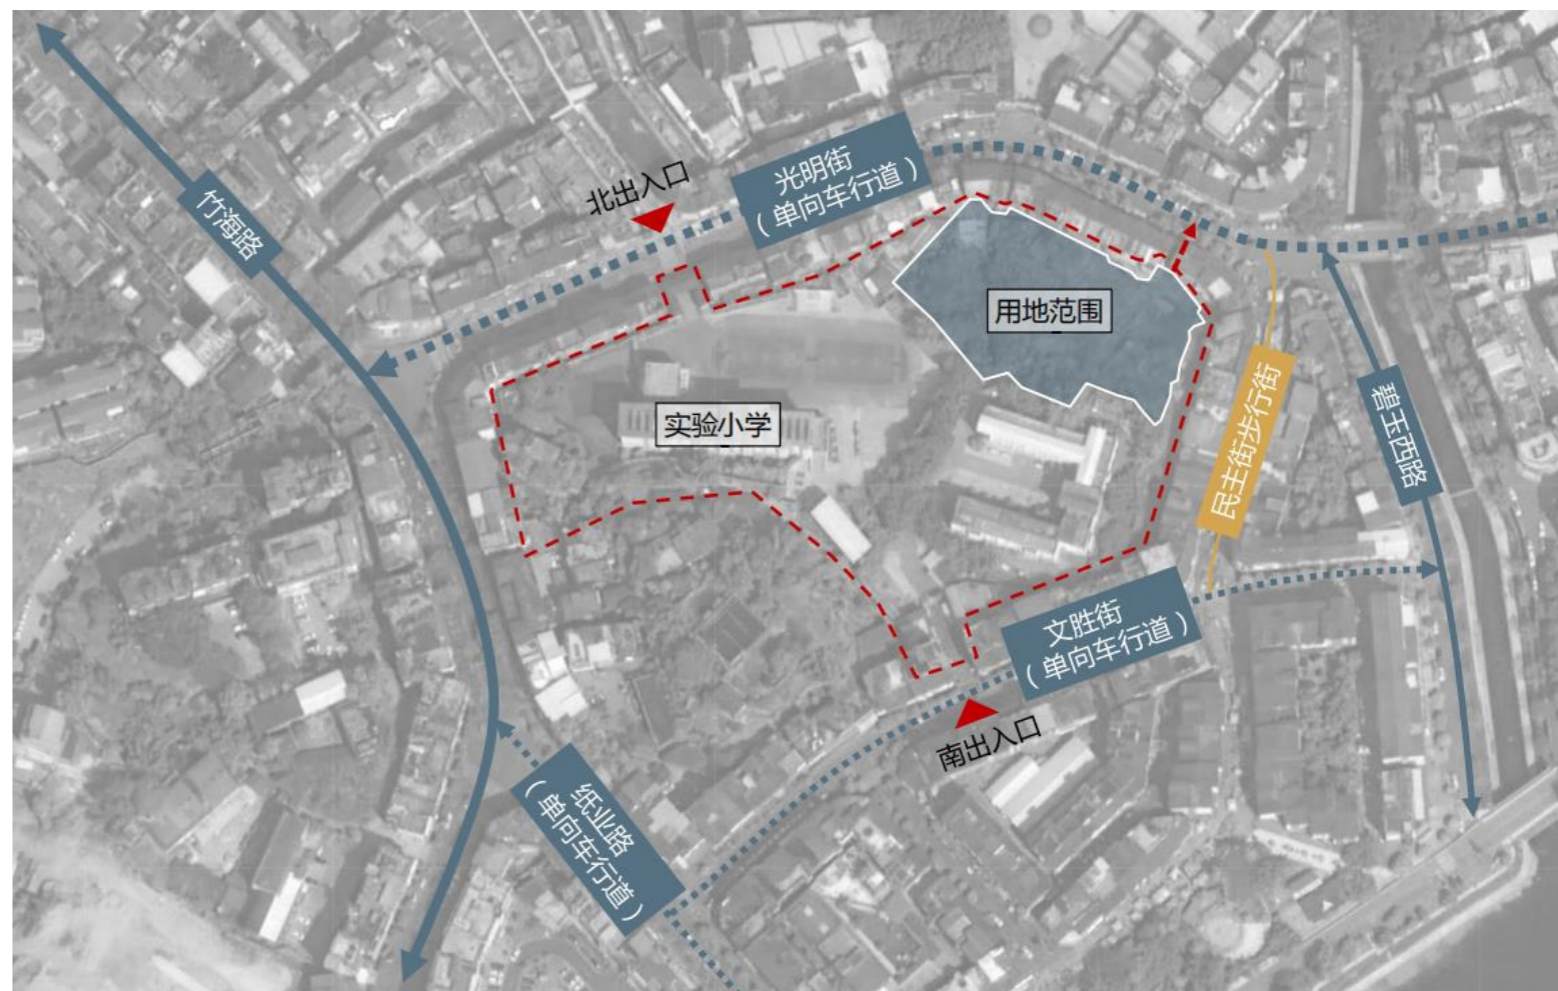 光明街
（单向车行道）
北出入口
竹海路
用地范围
实验小学
民主街步行街
碧玉西路
文胜街
（单向车行道）
南出入口
纸业路
（单向车行道）